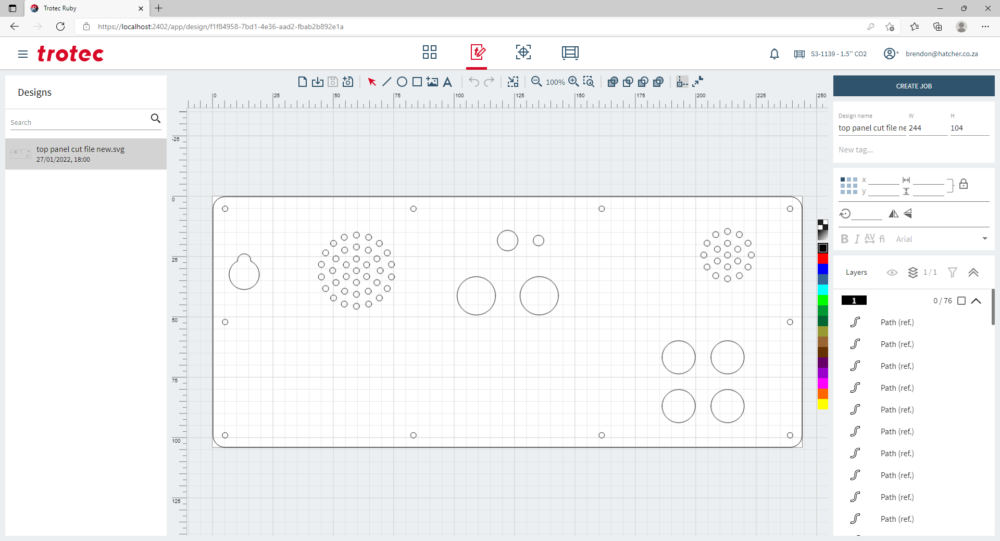 Trotec Ruby
https://localhost:2402/app/design/f1f84958-7bd1-4e36-aad2-fbab2b892e1a
trotec
S3-1139 - 1.5'' CO2
brendon@hatcher.co.za
Designs
Search
top panel cut file new.svg
27/01/2022, 18:00
100%
0 25 50 75 100 125 150 175 200 225 250
-25
0
25
50
75
100
125
CREATE JOB
Design name W H
top panel cut file ne 244 104
New tag...
x
y
B I AV fi Arial
Layers 1 / 1
1 0 / 76
Path (ref.)
Path (ref.)
Path (ref.)
Path (ref.)
Path (ref.)
Path (ref.)
Path (ref.)
Path (ref.)
Path (ref.)
Path (ref.)